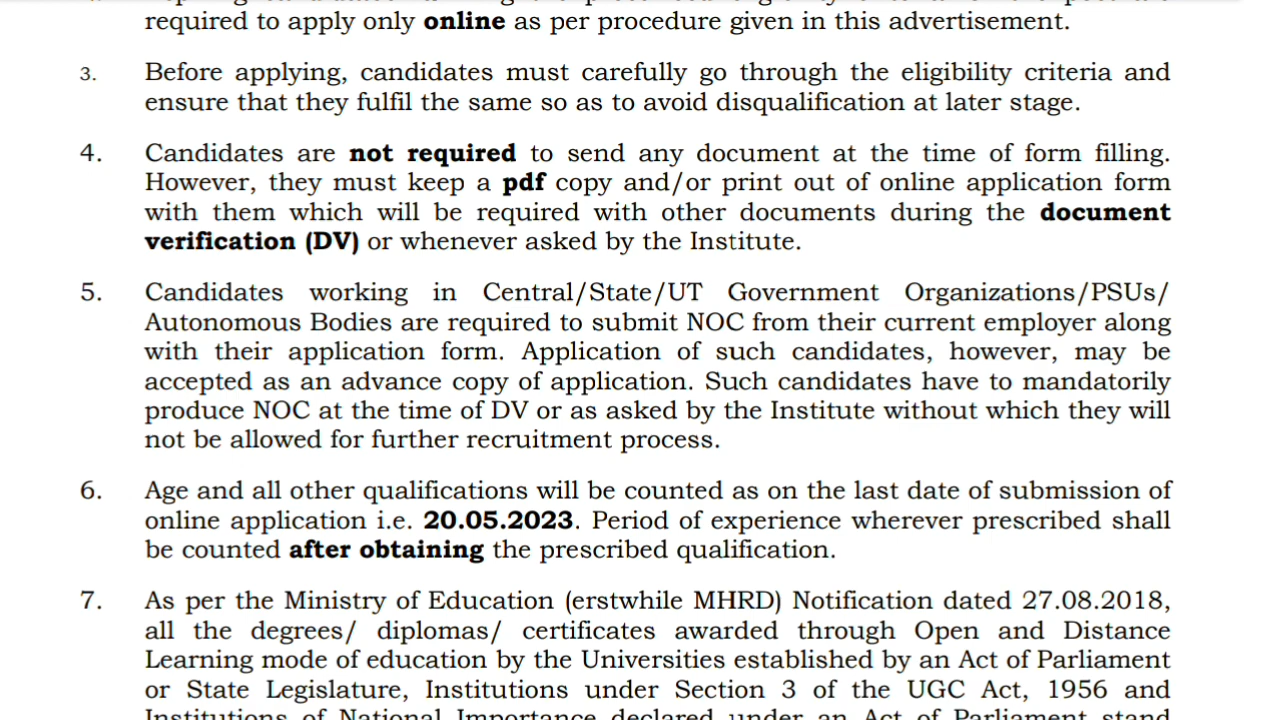 required to apply only online as per procedure given in this advertisement.
3. Before applying, candidates must carefully go through the eligibility criteria and
ensure that they fulfil the same so as to avoid disqualification at later stage.
4. Candidates are not required to send any document at the time of form filling.
However, they must keep a pdf copy and/or print out of online application form
with them which will be required with other documents during the document
verification (DV) or whenever asked by the Institute.
5. Candidates working in Central/State/UT Government Organizations/PSUs/
Autonomous Bodies are required to submit NOC from their current employer along
with their application form. Application of such candidates, however, may be
accepted as an advance copy of application. Such candidates have to mandatorily
produce NOC at the time of DV or as asked by the Institute without which they will
not be allowed for further recruitment process.
6. Age and all other qualifications will be counted as on the last date of submission of
online application i.e. 20.05.2023. Period of experience wherever prescribed shall
be counted after obtaining the prescribed qualification.
7. As per the Ministry of Education (erstwhile MHRD) Notification dated 27.08.2018,
all the degrees/ diplomas/ certificates awarded through Open and Distance
Learning mode of education by the Universities established by an Act of Parliament
or State Legislature, Institutions under Section 3 of the UGC Act, 1956 and
Institutions of National Importance declared under an Act of Parliament stand